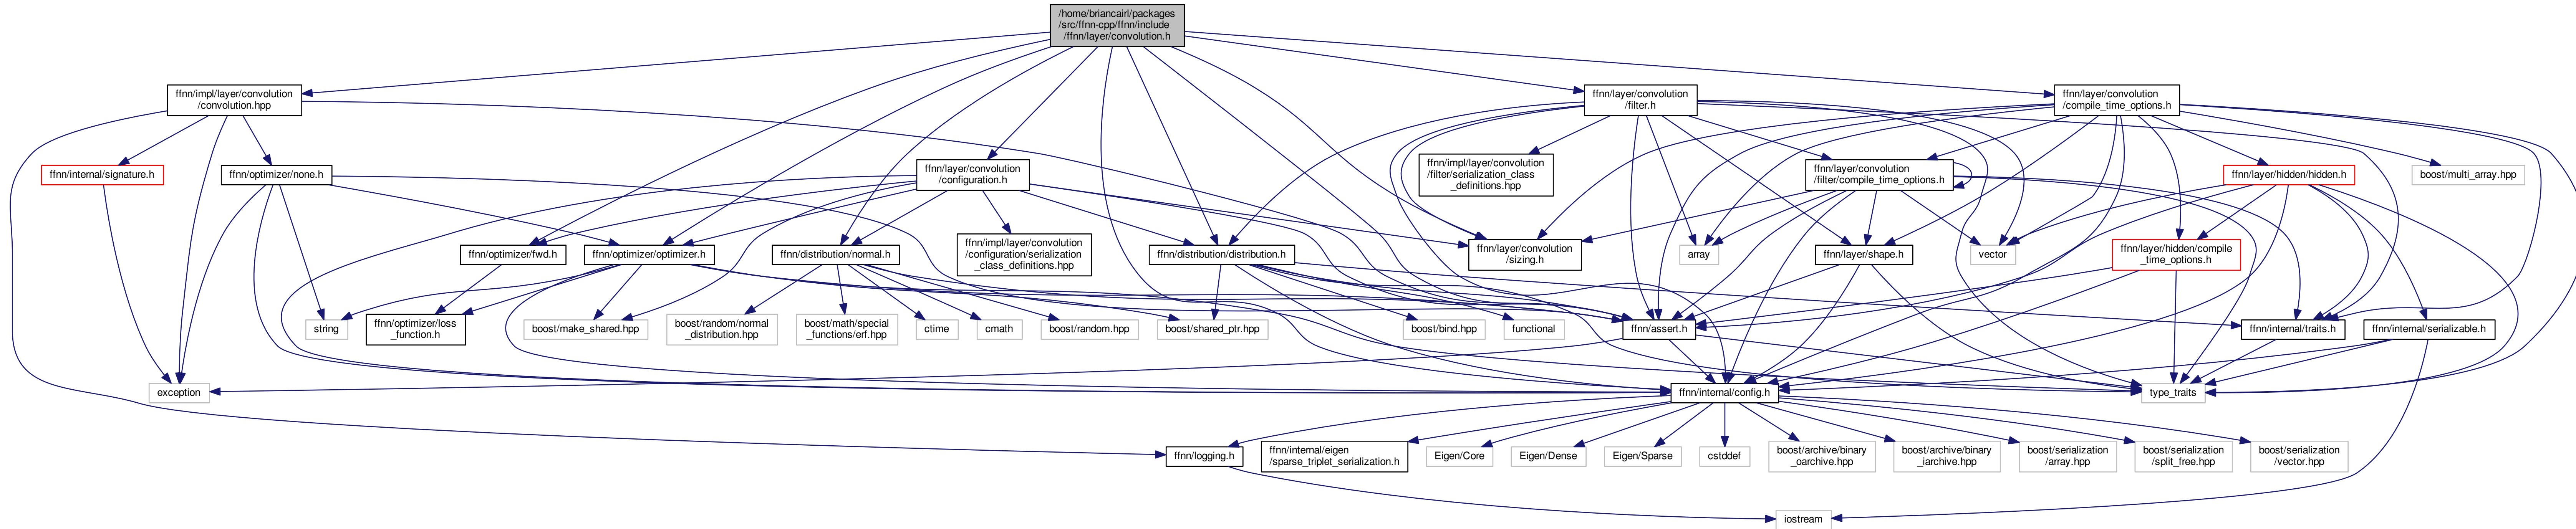 /home/briancairl/packages
/src/ffnn-cpp/ffnn/include
/ffnn/layer/convolution.h
ffnn/impl/layer/convolution
/convolution.hpp
ffnn/layer/convolution
/filter.h
ffnn/layer/convolution
/compile_time_options.h
ffnn/internal/signature.h
ffnn/optimizer/none.h
ffnn/layer/convolution
/configuration.h
ffnn/impl/layer/convolution
/filter/serialization_class
_definitions.hpp
ffnn/layer/convolution
/filter/compile_time_options.h
ffnn/layer/hidden/hidden.h
boost/multi_array.hpp
ffnn/optimizer/fwd.h
ffnn/optimizer/optimizer.h
ffnn/distribution/normal.h
ffnn/impl/layer/convolution
/configuration/serialization
_class_definitions.hpp
ffnn/distribution/distribution.h
ffnn/layer/convolution
/sizing.h
array
ffnn/layer/shape.h
vector
ffnn/layer/hidden/compile
_time_options.h
string
ffnn/optimizer/loss
_function.h
boost/make_shared.hpp
boost/random/normal
_distribution.hpp
boost/math/special
_functions/erf.hpp
ctime
cmath
boost/random.hpp
boost/shared_ptr.hpp
boost/bind.hpp
functional
ffnn/assert.h
ffnn/internal/traits.h
ffnn/internal/serializable.h
exception
ffnn/internal/config.h
type_traits
ffnn/logging.h
ffnn/internal/eigen
/sparse_triplet_serialization.h
Eigen/Core
Eigen/Dense
Eigen/Sparse
cstddef
boost/archive/binary
_oarchive.hpp
boost/archive/binary
_iarchive.hpp
boost/serialization
/array.hpp
boost/serialization
/split_free.hpp
boost/serialization
/vector.hpp
iostream